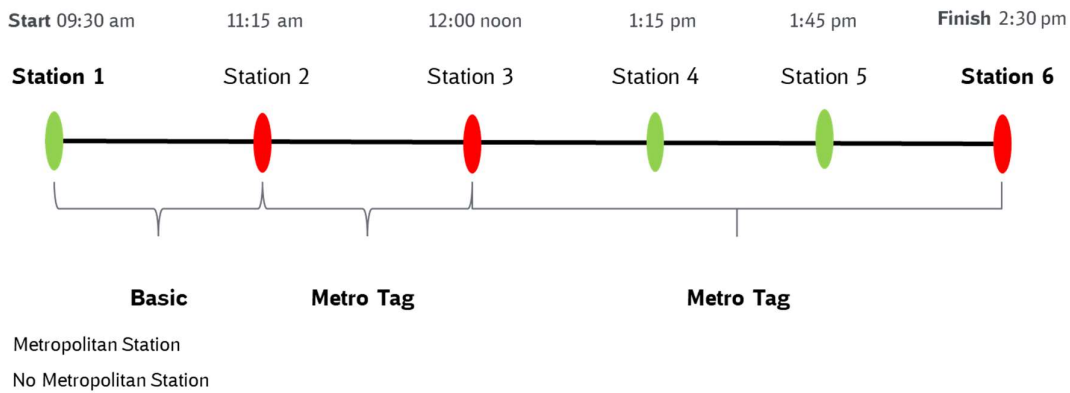 Start 09:30 am 11:15 am 12:00 noon 1:15 pm 1:45 pm Finish 2:30 pm
Station 1 Station 2 Station 3 Station 4 Station 5 Station 6
Basic Metro Tag Metro Tag
Metropolitan Station
No Metropolitan Station